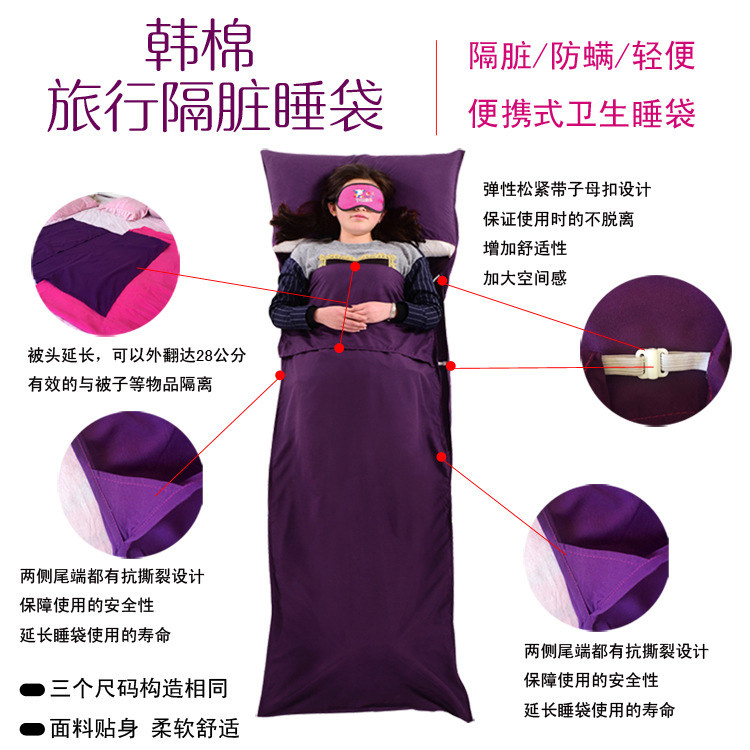 韩棉
旅行隔脏睡袋
隔脏/防螨/轻便
便携式卫生睡袋
弹性松紧带子母扣设计
保证使用时的不脱离
增加舒适性
加大空间感
被头延长，可以外翻达28公分
有效的与被子等物品隔离
两侧尾端都有抗撕裂设计
保障使用的安全性
延长睡袋使用的寿命
两侧尾端都有抗撕裂设计
保障使用的安全性
延长睡袋使用的寿命
三个尺码构造相同
面料贴身 柔软舒适